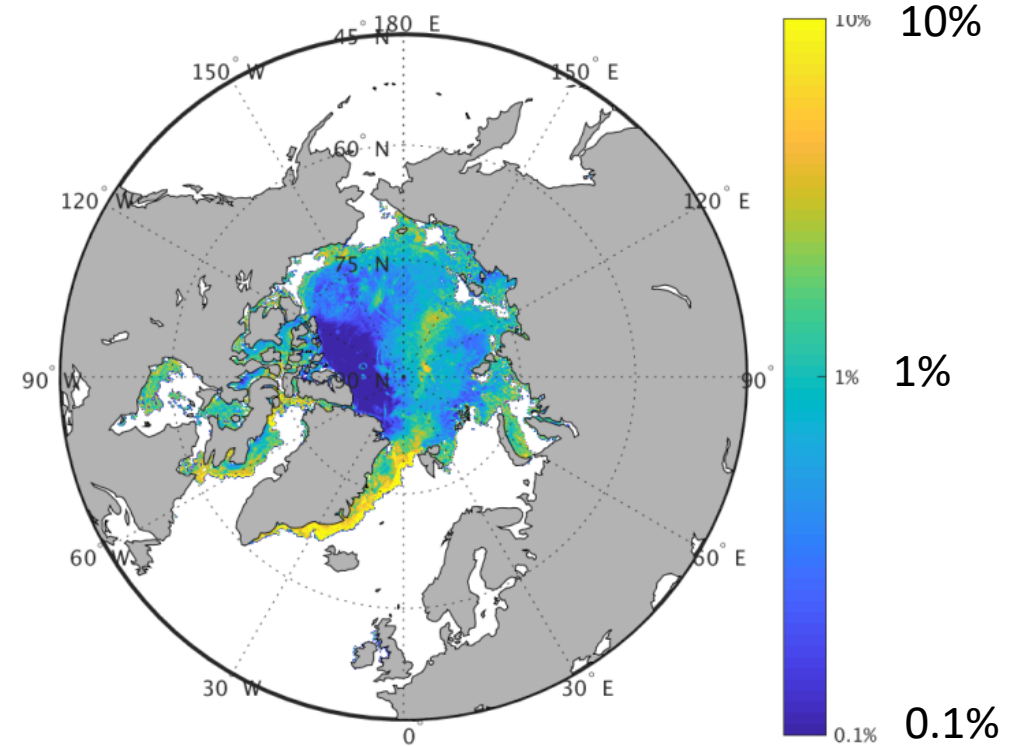 180° E
45° N
150° W
150° E
60° N
120° W
120° E
75° N
90° W
90° N
90°
60° W
60° E
30° W
30° E
0°
10% 10%
1% 1%
0.1% 0.1%